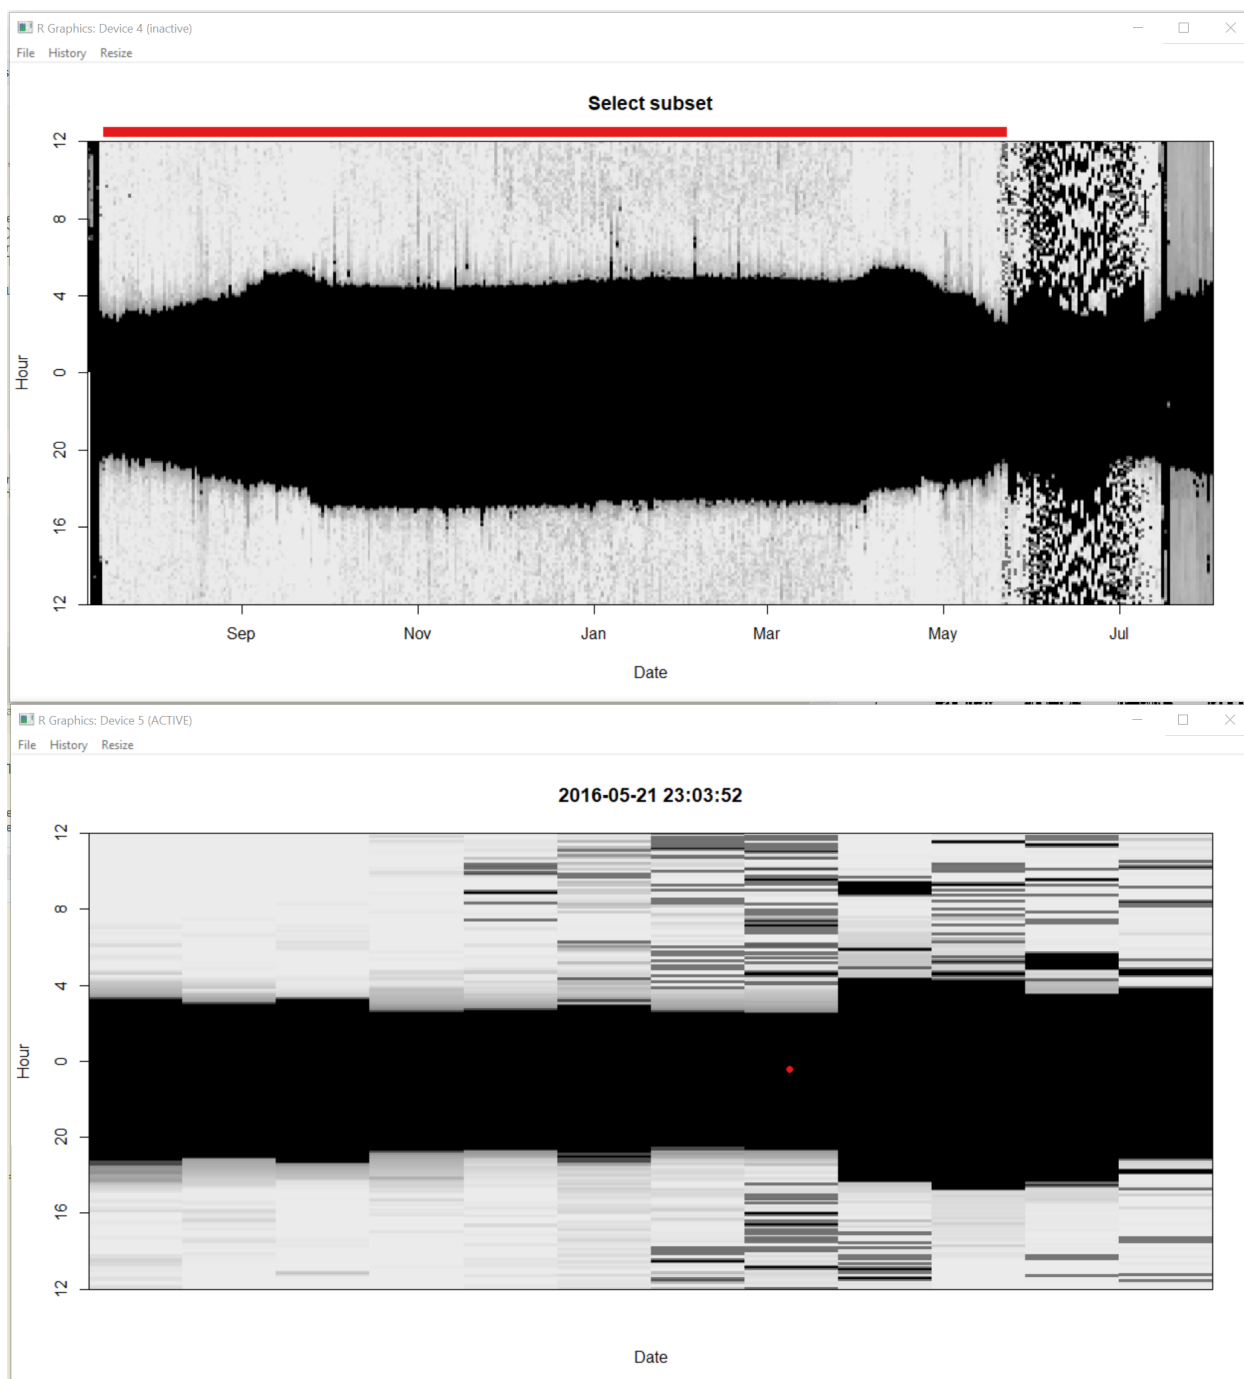 R Graphics: Device 4 (inactive)
File History Resize
Select subset
12
8
4
0
20
16
12
Hour
Sep Nov Jan Mar May Jul
Date
R Graphics: Device 5 (ACTIVE)
File History Resize
2016-05-21 23:03:52
12
8
4
0
20
16
12
Hour
Date